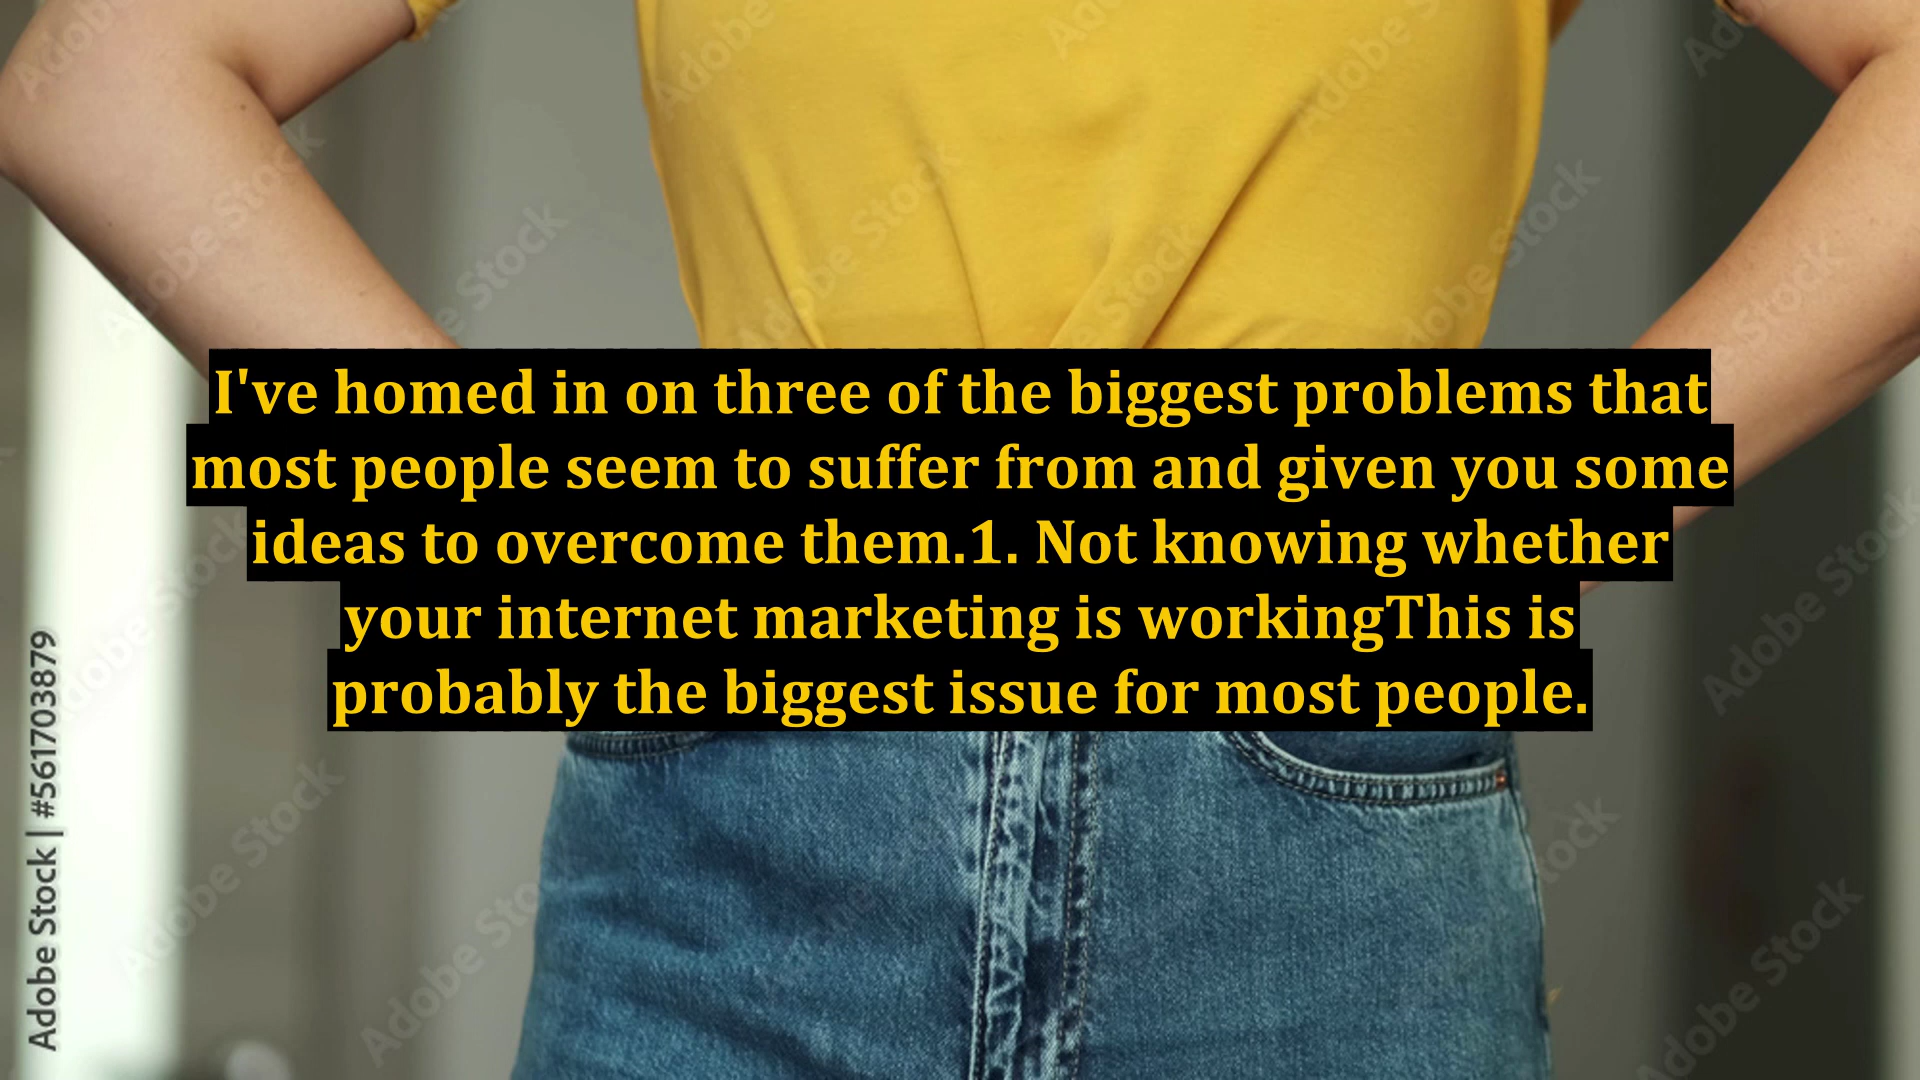 I've homed in on three of the biggest problems that
most people seem to suffer from and given you some
ideas to overcome them.1. Not knowing whether
your internet marketing is workingThis is
probably the biggest issue for most people.
Adobe Stock | #561703879
Adobe Stock